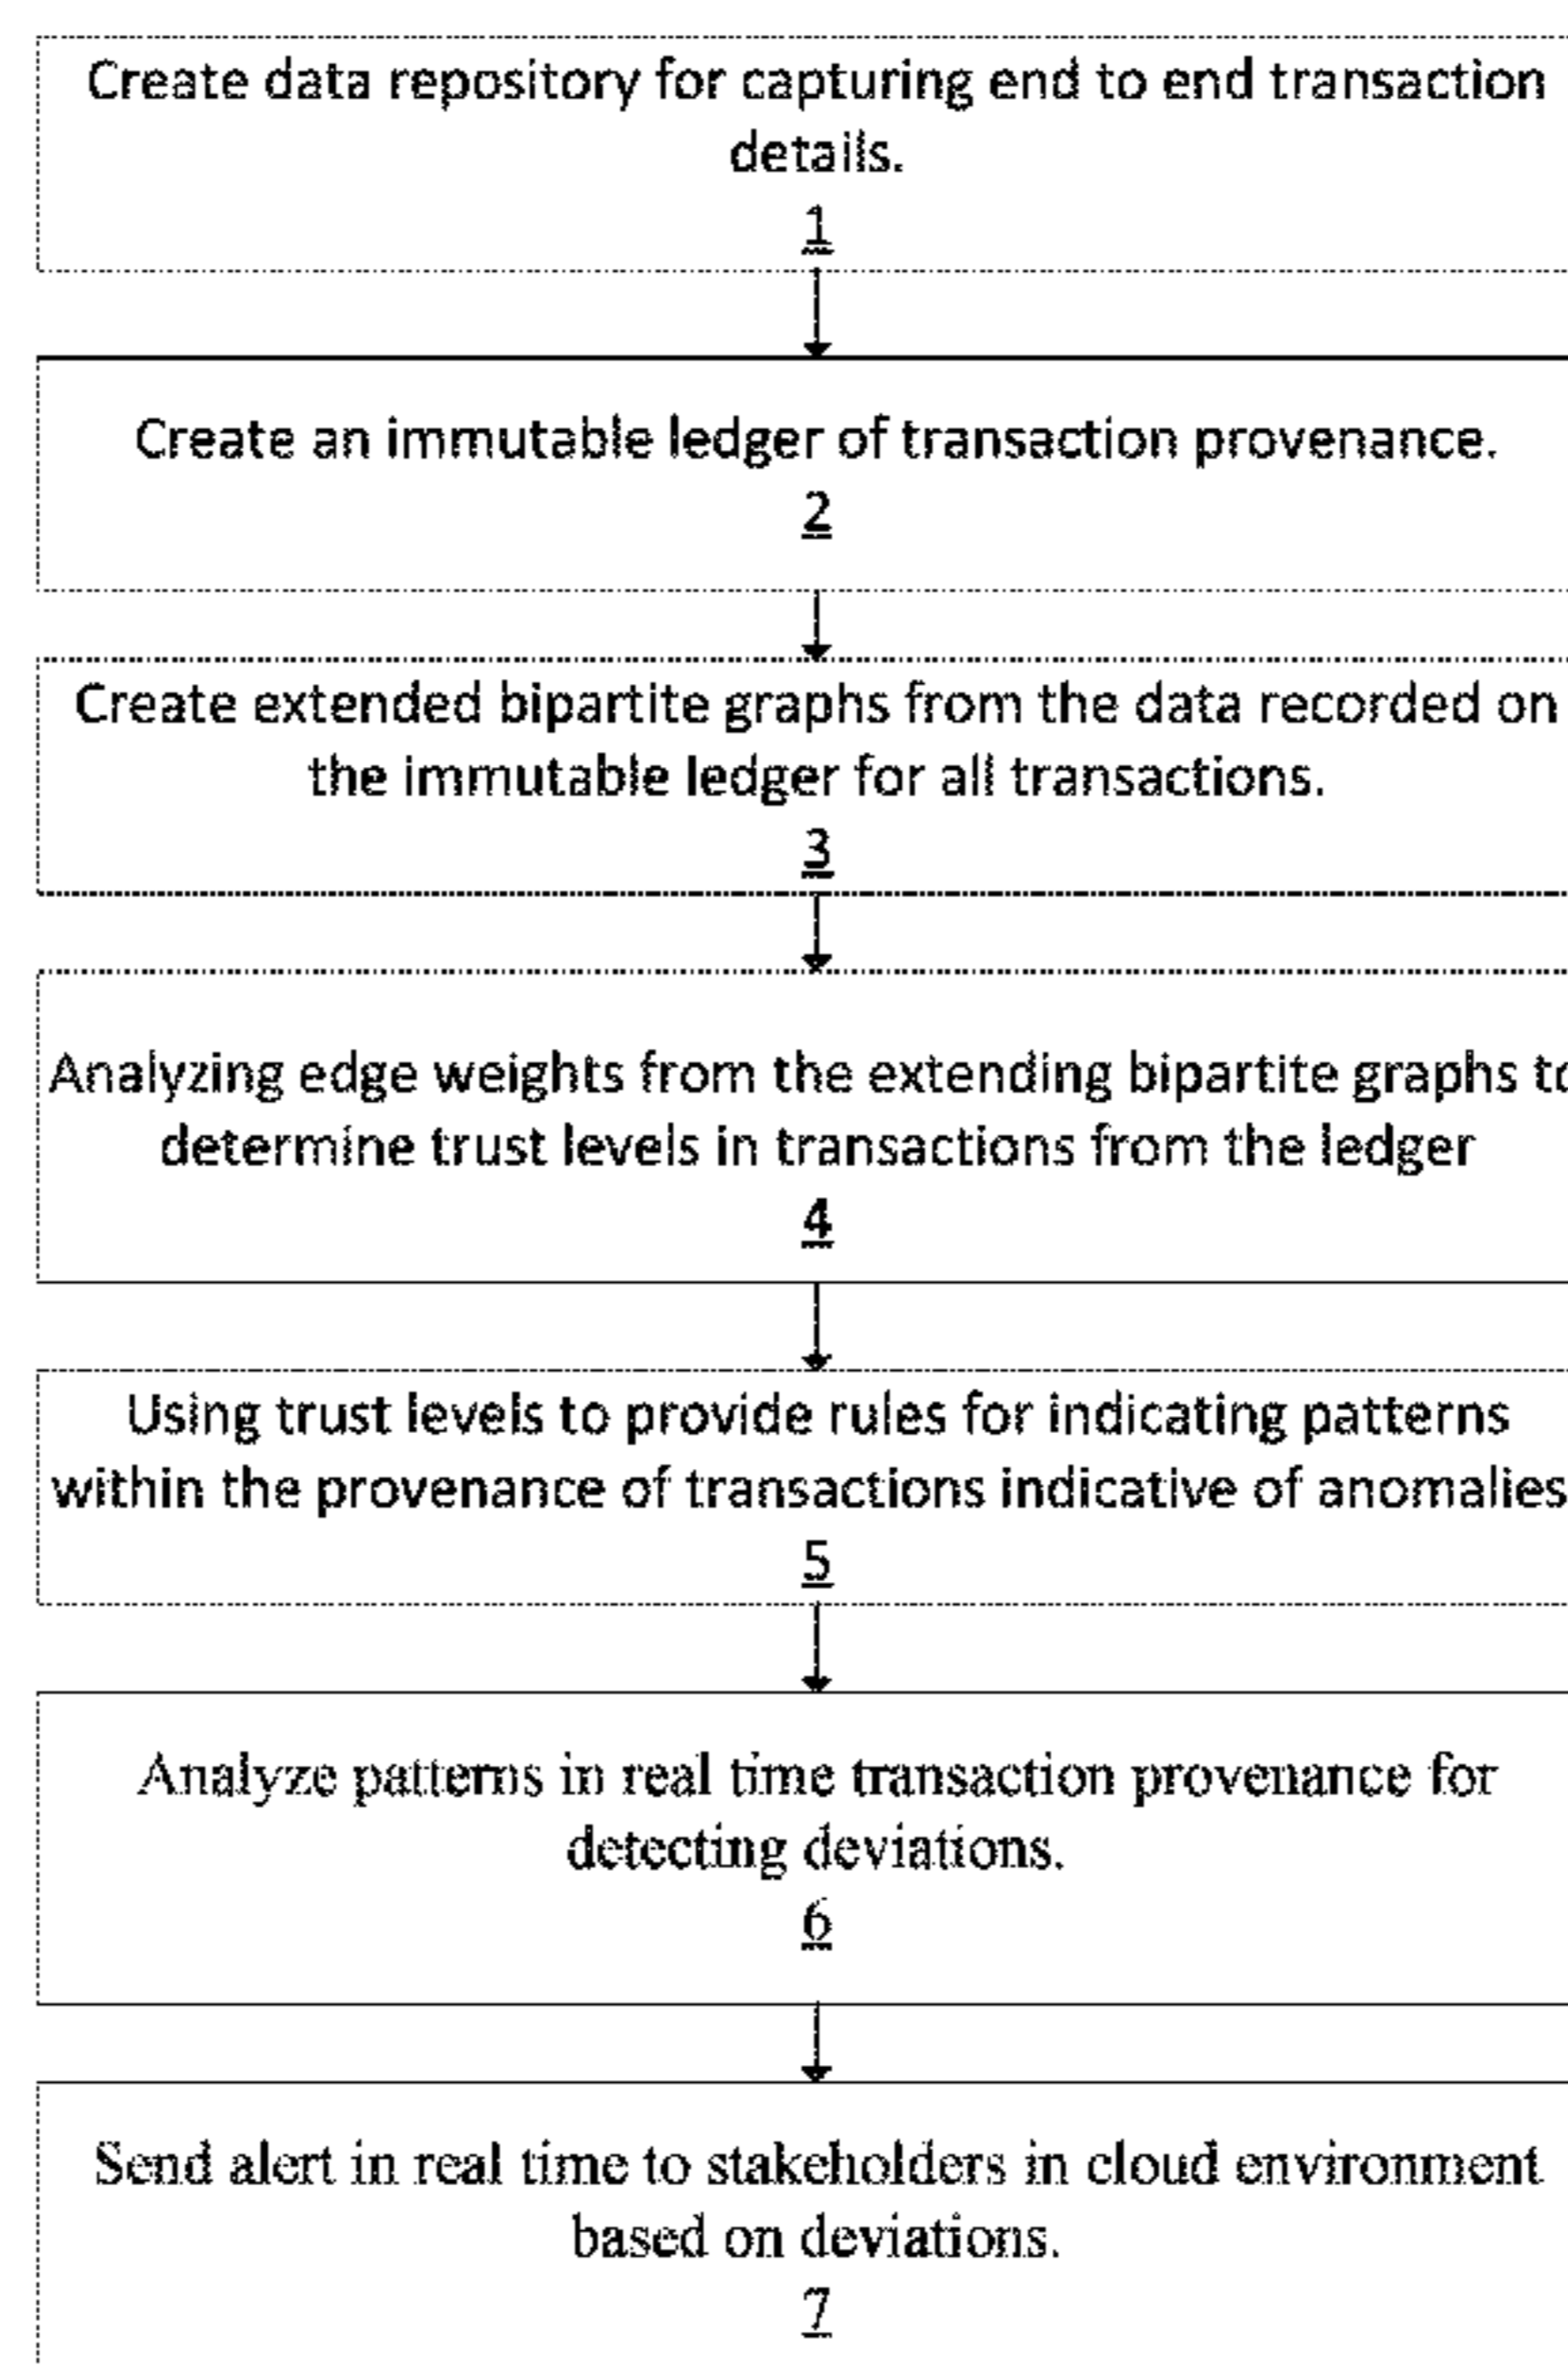 Create data repository for capturing end to end transaction
details.
1
Create an immutable ledger of transaction provenance.
2
Create extended bipartite graphs from the data recorded on
the immutable ledger for all transactions.
3
Analyzing edge weights from the extending bipartite graphs to
determine trust levels in transactions from the ledger
4
Using trust levels to provide rules for indicating patterns
within the provenance of transactions indicative of anomalies
5
Analyze patterns in real time transaction provenance for
detecting deviations.
6
Send alert in real time to stakeholders in cloud environment
based on deviations.
7